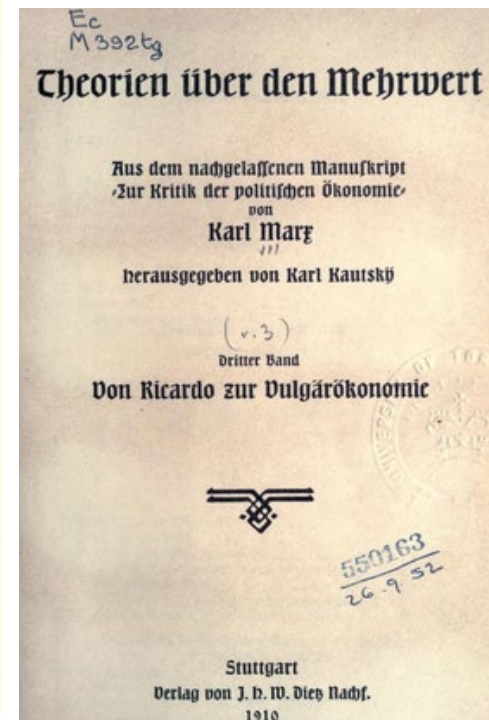 Ec
M392tg
Theorien über den Mehrwert
Aus dem nachgelassenen Manuskript
„Zur Kritik der politischen Ökonomie“
von
Karl Marx
Herausgegeben von Karl Kautsky
(v.3)
Dritter Band
Von Ricardo zur Vulgärökonomie
550163
26.9.52
Stuttgart
Verlag von J. H. W. Dietz Nachf.
1910